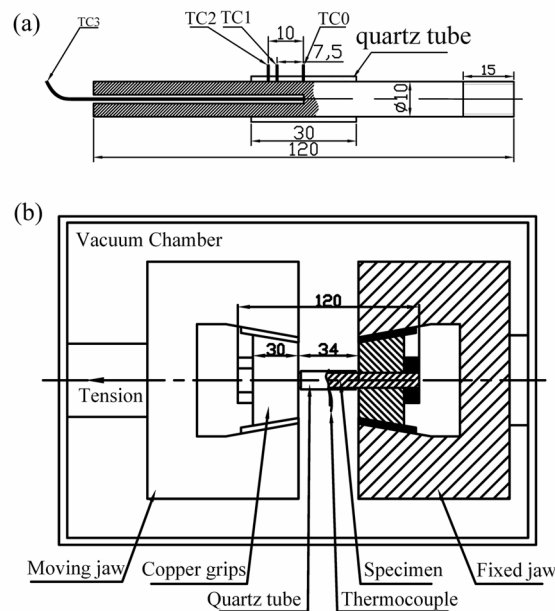 (a)
TC2 TC1 TC0
TC3
10
7,5
quartz tube
15
ø10
30
120
(b)
Vacuum Chamber
120
30
34
Tension
Moving jaw
Copper grips
Specimen
Fixed jaw
Quartz tube
Thermocouple